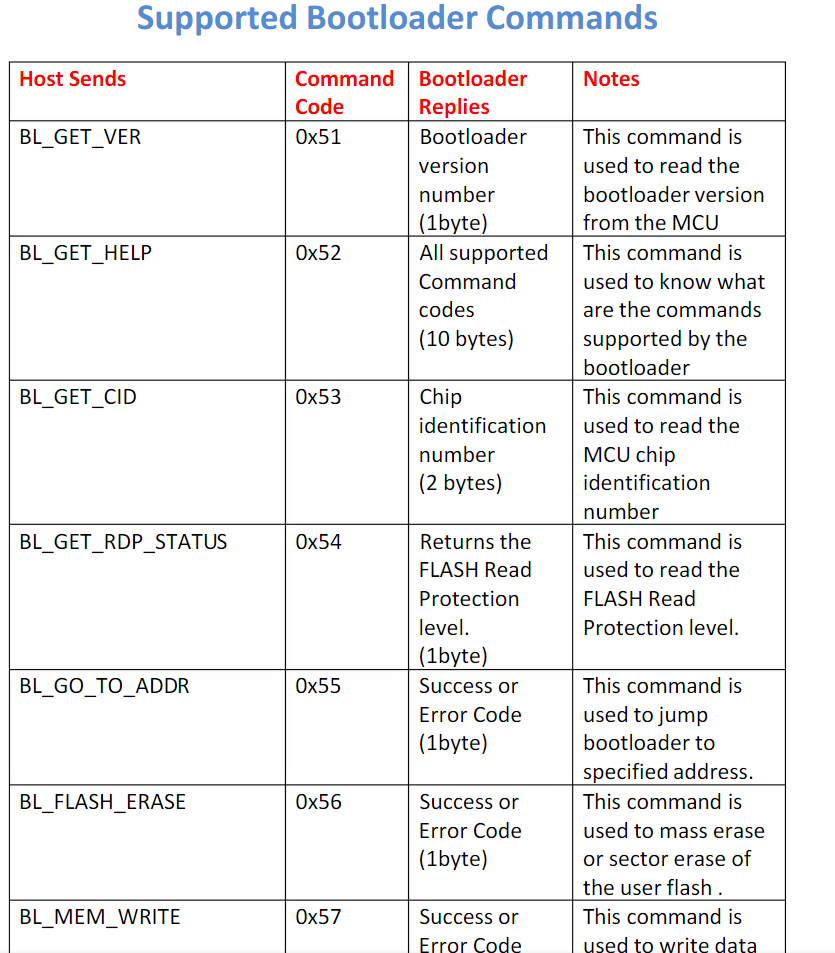 Supported Bootloader Commands
Host Sends
Command
Code
Bootloader
Replies
Notes
BL_GET_VER
0x51
Bootloader
version
number
(1byte)
This command is
used to read the
bootloader version
from the MCU
BL_GET_HELP
0x52
All supported
Command
codes
(10 bytes)
This command is
used to know what
are the commands
supported by the
bootloader
BL_GET_CID
0x53
Chip
identification
number
(2 bytes)
This command is
used to read the
MCU chip
identification
number
BL_GET_RDP_STATUS
0x54
Returns the
FLASH Read
Protection
level.
(1byte)
This command is
used to read the
FLASH Read
Protection level.
BL_GO_TO_ADDR
0x55
Success or
Error Code
(1byte)
This command is
used to jump
bootloader to
specified address.
BL_FLASH_ERASE
0x56
Success or
Error Code
(1byte)
This command is
used to mass erase
or sector erase of
the user flash .
BL_MEM_WRITE
0x57
Success or
Error Code
This command is
used to write data